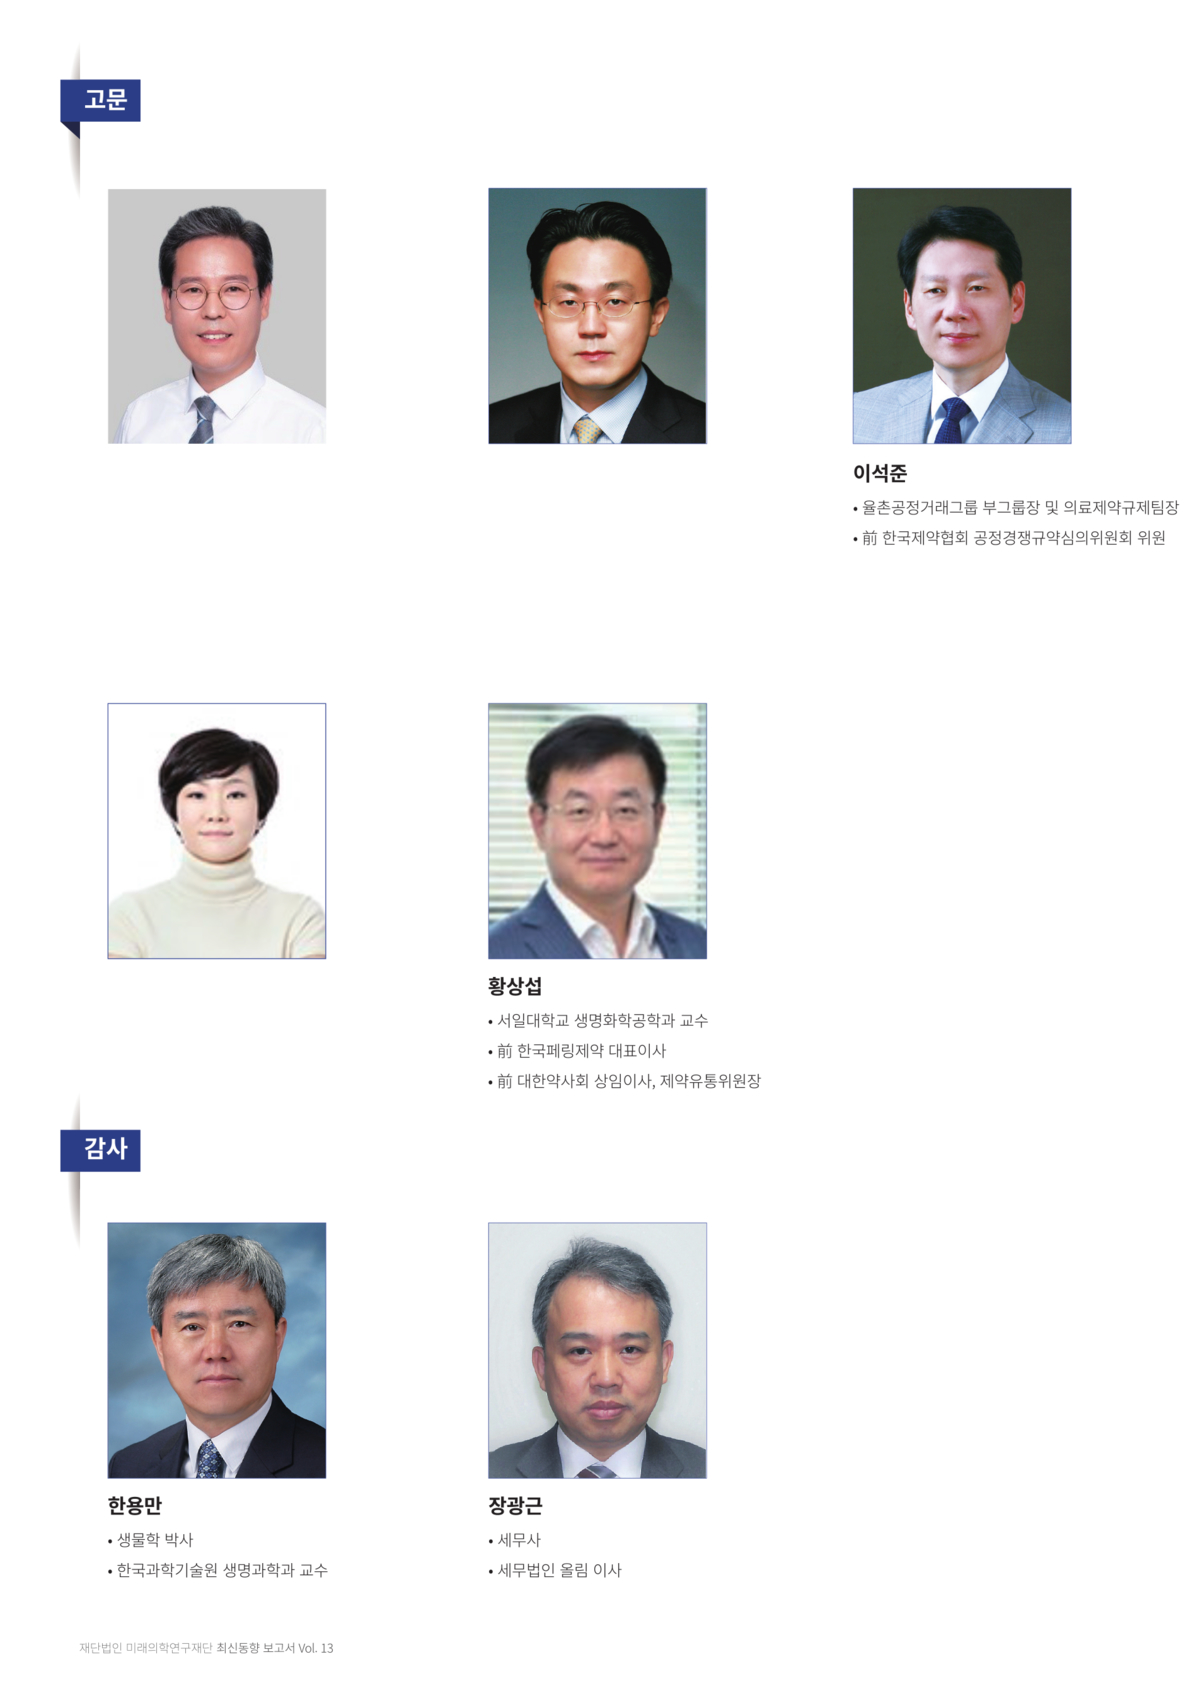 고문
이석준
• 율촌공정거래그룹 부그룹장 및 의료제약규제팀장
• 前 한국제약협회 공정경쟁규약심의위원회 위원
황상섭
• 서일대학교 생명화학공학과 교수
• 前 한국페링제약 대표이사
• 前 대한약사회 상임이사, 제약유통위원장
감사
한용만
• 생물학 박사
• 한국과학기술원 생명과학과 교수
장광근
• 세무사
• 세무법인 올림 이사
재단법인 미래의학연구재단 최신동향 보고서 Vol. 13